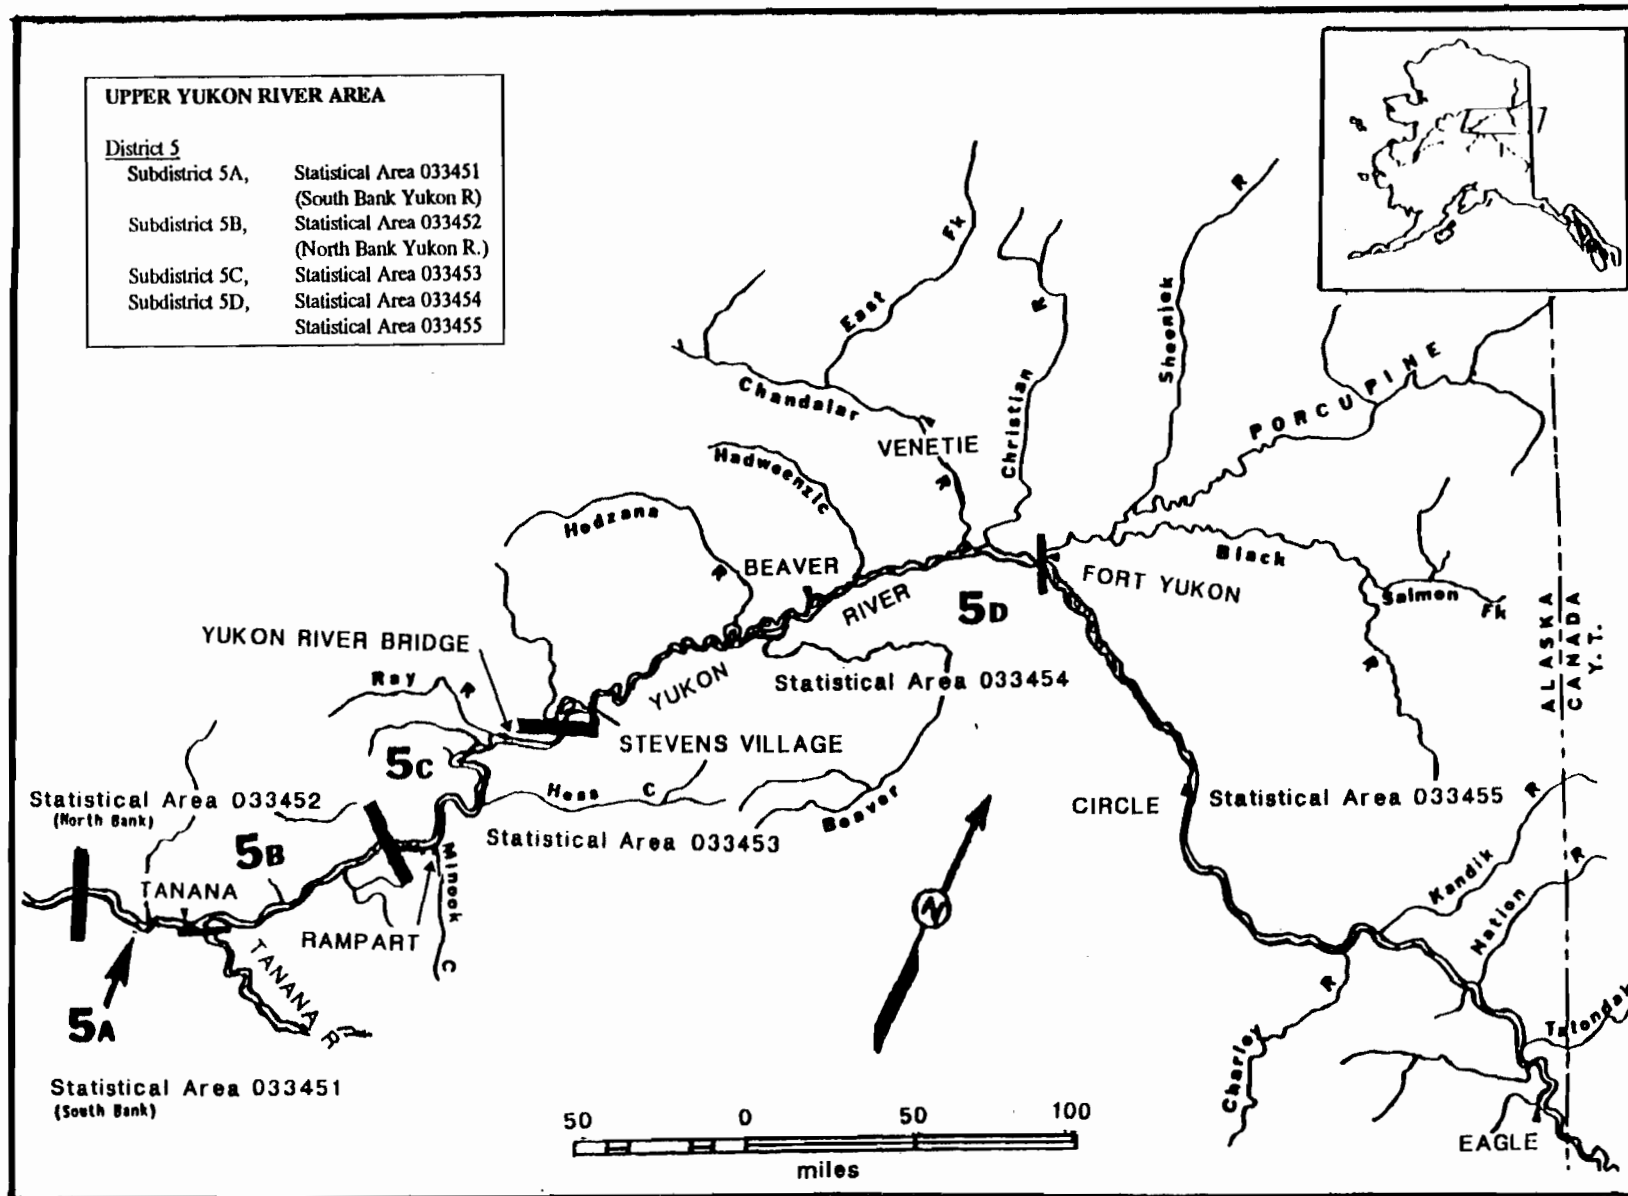 UPPER YUKON RIVER AREA
District 5
Subdistrict 5A, Statistical Area 033451
(South Bank Yukon R)
Subdistrict 5B, Statistical Area 033452
(North Bank Yukon R.)
Subdistrict 5C, Statistical Area 033453
Subdistrict 5D, Statistical Area 033454
Statistical Area 033455
East Fk
Chandalar R
VENETIE
Christian R
Sheenjek R
PORCUPINE
Hadweenzic
Hodzana R
BEAVER
Black R
FORT YUKON
Salmon Fk
5D
YUKON RIVER
YUKON RIVER BRIDGE
Ray R
Statistical Area 033454
STEVENS VILLAGE
ALASKA
CANADA
Y.T.
5C
Hess C
Beaver
Statistical Area 033453
CIRCLE
Statistical Area 033455
Statistical Area 033452
(North Bank)
5B
TANANA
RAMPART
Minook C
TANANA R
5A
Statistical Area 033451
(South Bank)
N
Kandik R
Nation R
Charley R
Tatonduk
EAGLE
50 0 50 100
miles